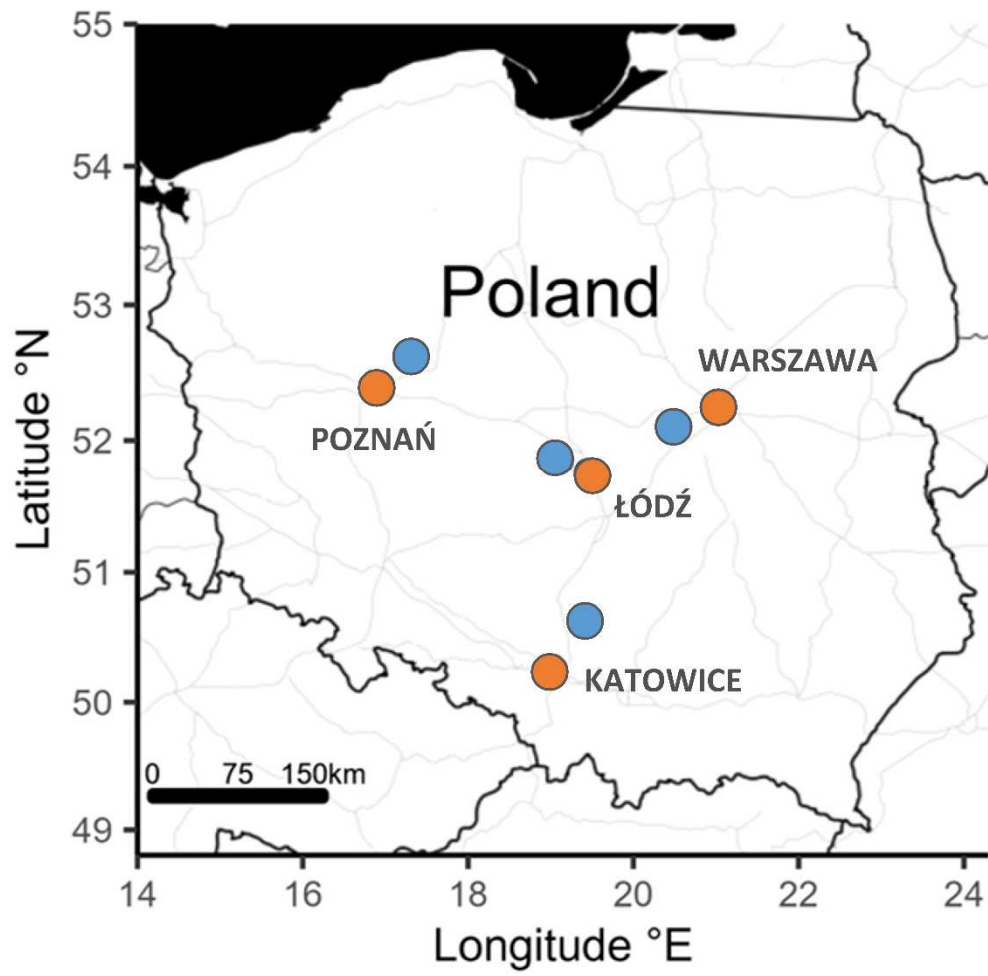 55
54
53
52
51
50
49
Latitude °N
Poland
WARSZAWA
POZNAŃ
ŁÓDŹ
KATOWICE
0 75 150km
14 16 18 20 22 24
Longitude °E